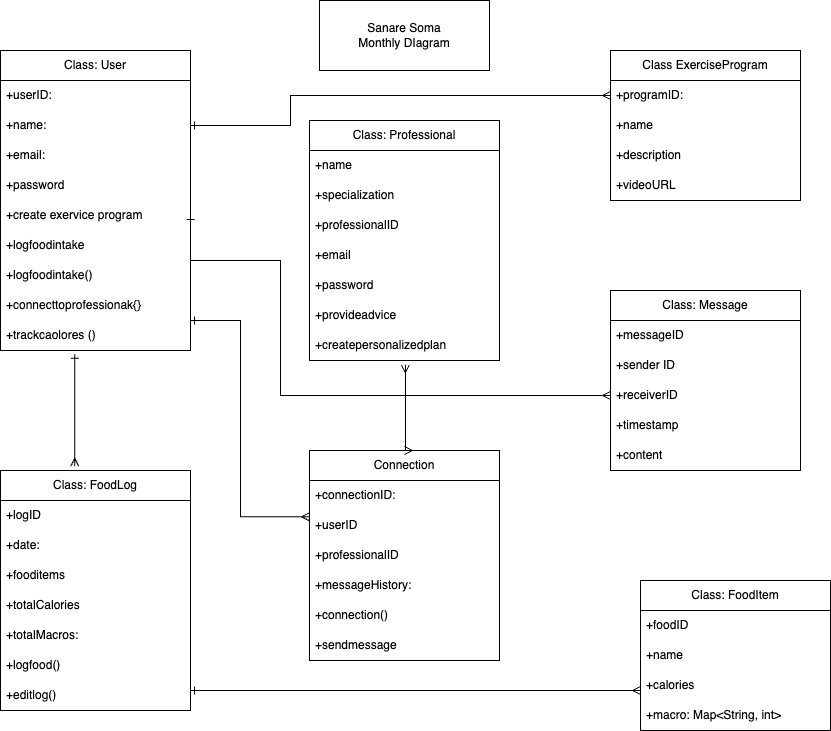 Sanare Soma
Monthly DIagram
Class: User
+userID:
+name:
+email:
+password
+create exervice program
+logfoodintake
+logfoodintake()
+connecttoprofessionak{}
+trackcaolores ()
Class: Professional
+name
+specialization
+professionalID
+email
+password
+provideadvice
+createpersonalizedplan
Class ExerciseProgram
+programID:
+name
+description
+videoURL
Class: Message
+messageID
+sender ID
+receiverID
+timestamp
+content
Class: FoodLog
+logID
+date:
+fooditems
+totalCalories
+totalMacros:
+logfood()
+editlog()
Connection
+connectionID:
+userID
+professionalID
+messageHistory:
+connection()
+sendmessage
Class: FoodItem
+foodID
+name
+calories
+macro: Map<String, int>